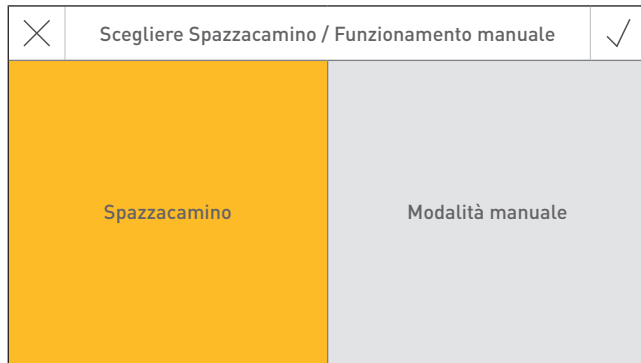 Scegliere Spazzacamino / Funzionamento manuale
Spazzacamino
Modalità manuale